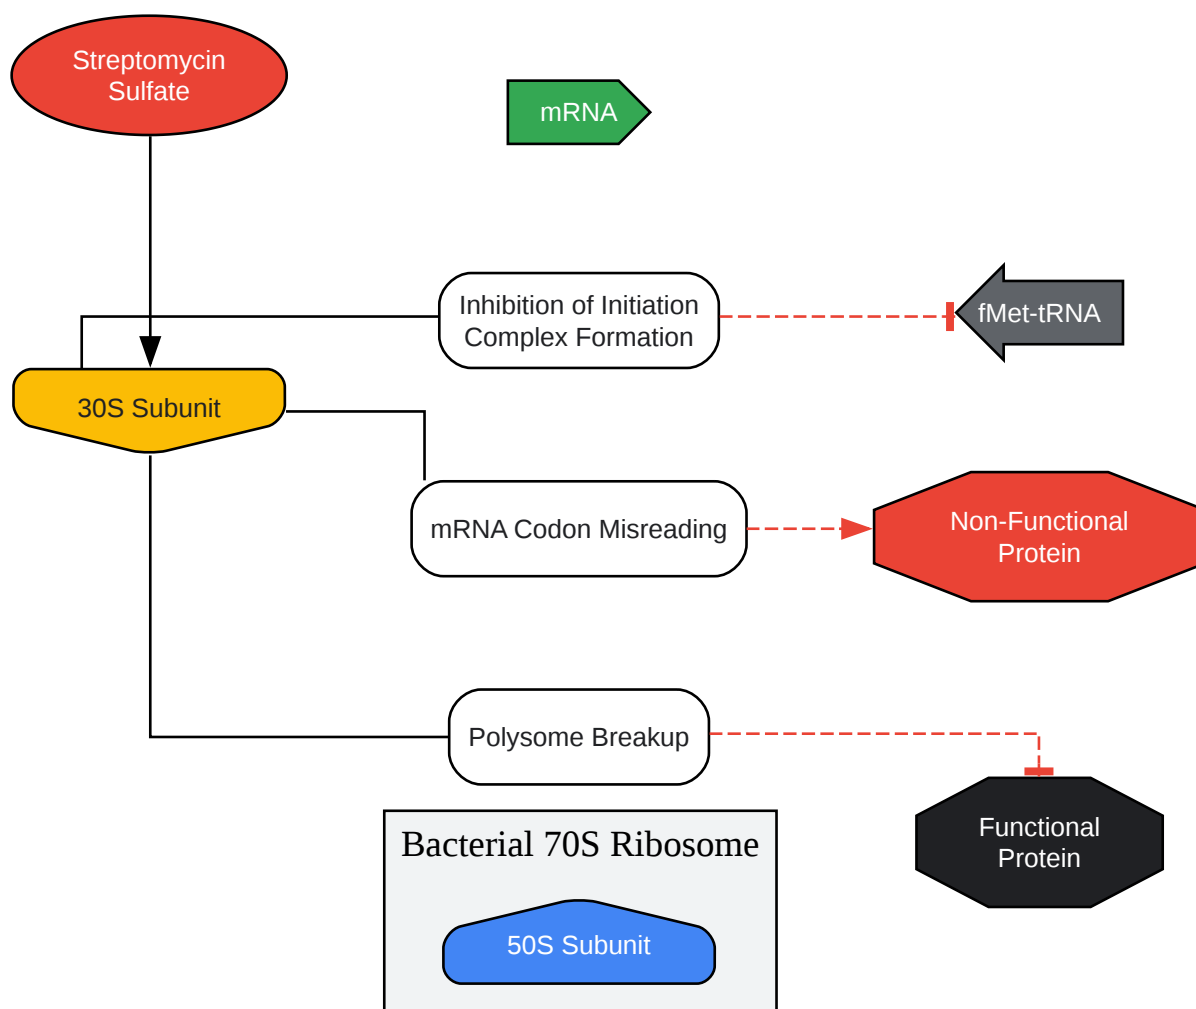 Streptomycin
Sulfate
mRNA
Inhibition of Initiation
Complex Formation
fMet-tRNA
30S Subunit
mRNA Codon Misreading
Non-Functional
Protein
Polysome Breakup
Functional
Protein
Bacterial 70S Ribosome
50S Subunit